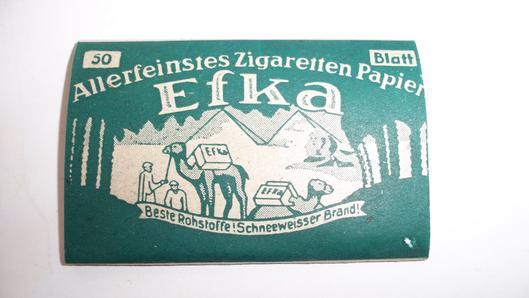 50 Blatt
Allerfeinstes Zigaretten Papier
Efka
Efka
EFKA
Beste Rohstoffe! Schneeweisser Brand!